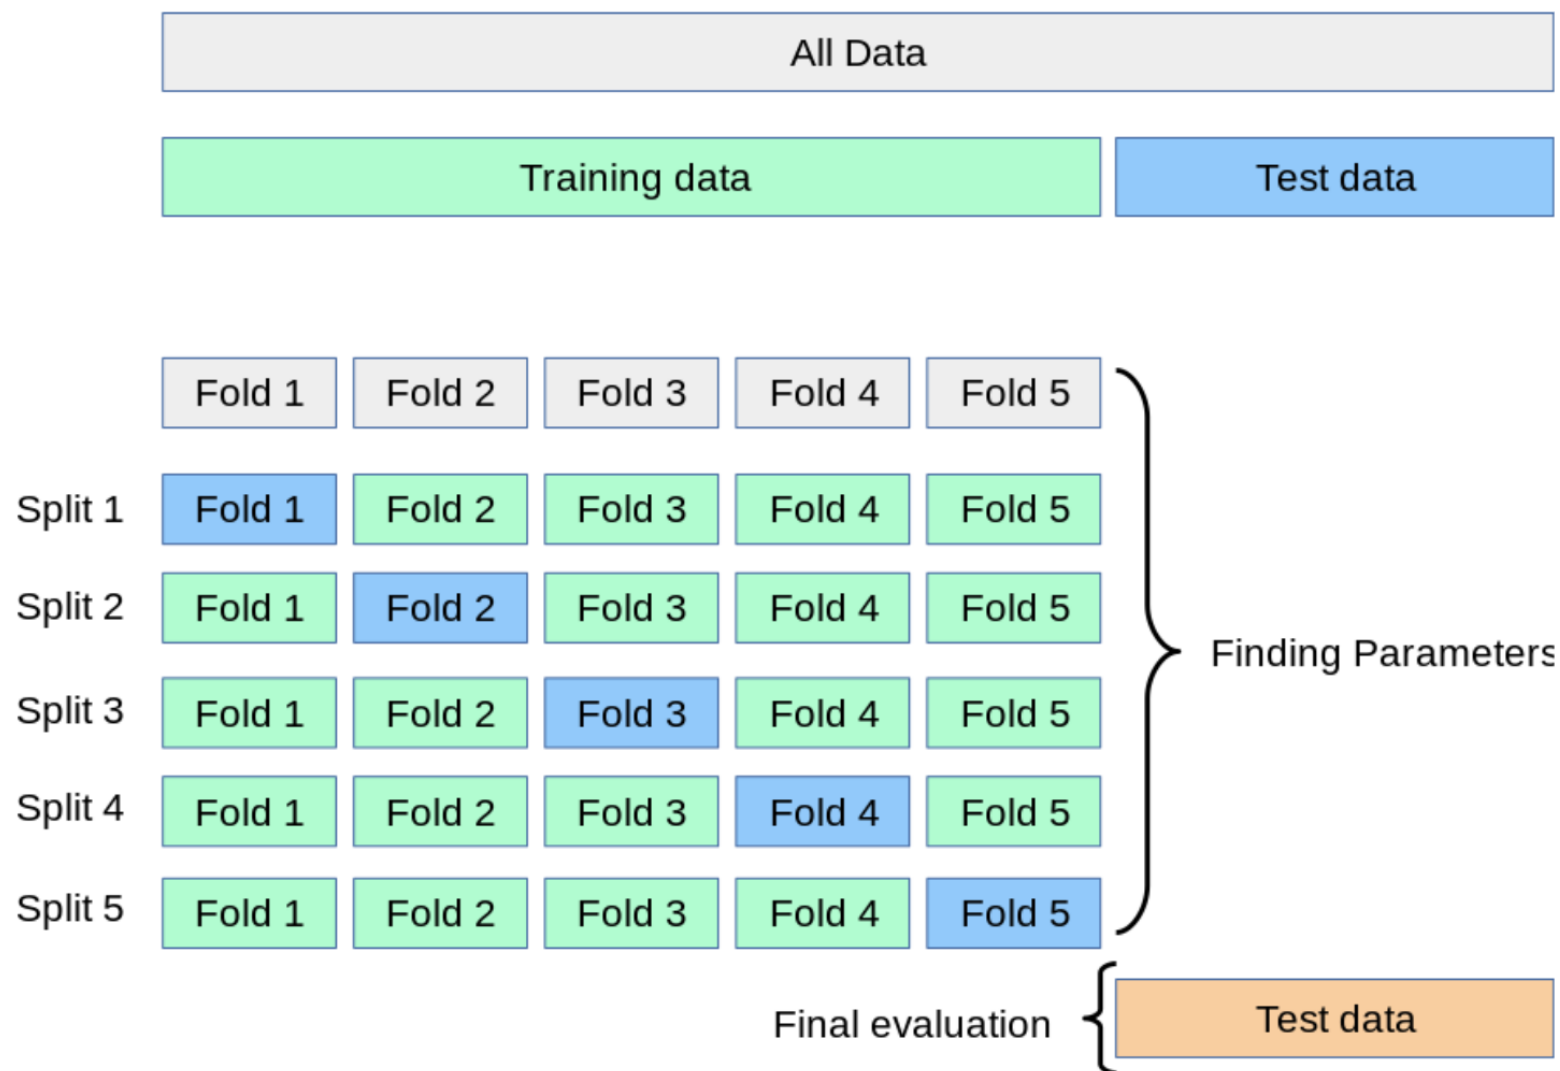 All Data
Training data Test data
Fold 1 Fold 2 Fold 3 Fold 4 Fold 5
Split 1 Fold 1 Fold 2 Fold 3 Fold 4 Fold 5
Split 2 Fold 1 Fold 2 Fold 3 Fold 4 Fold 5
Finding Parameters
Split 3 Fold 1 Fold 2 Fold 3 Fold 4 Fold 5
Split 4 Fold 1 Fold 2 Fold 3 Fold 4 Fold 5
Split 5 Fold 1 Fold 2 Fold 3 Fold 4 Fold 5
Final evaluation Test data